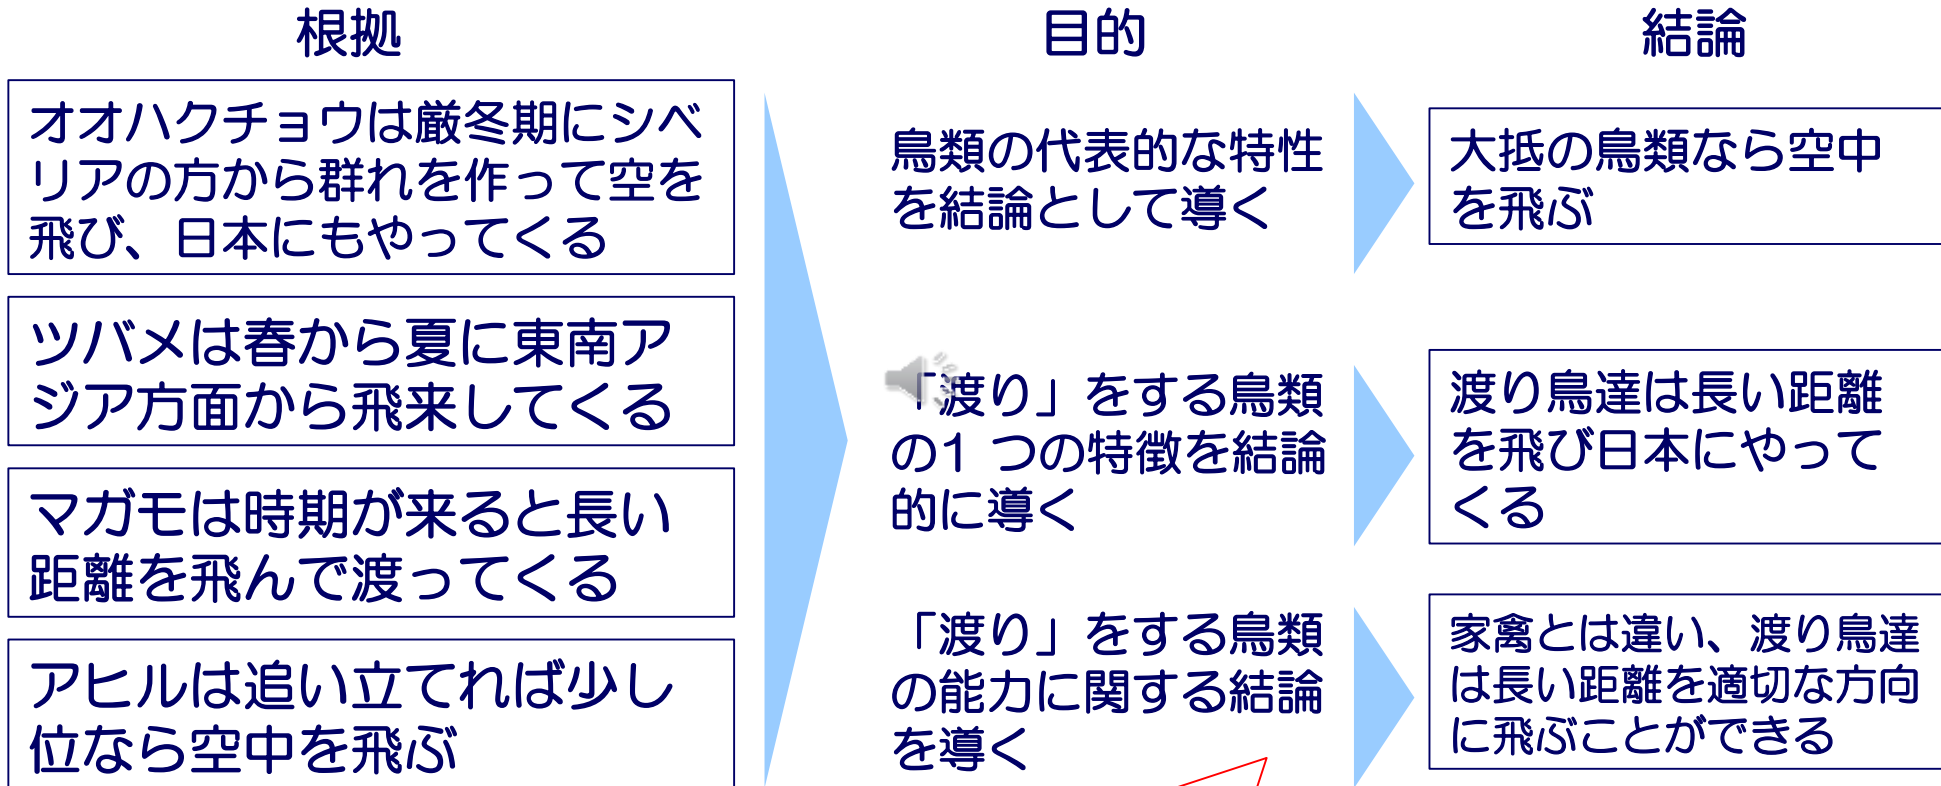 根拠
目的
結論
オオハクチョウは厳冬期にシベ
リアの方から群れを作って空を
飛び、日本にもやってくる
ツバメは春から夏に東南ア
ジア方面から飛来してくる
マガモは時期が来ると長い
距離を飛んで渡ってくる
アヒルは追い立てれば少し
位なら空中を飛ぶ
鳥類の代表的な特性
を結論として導く
「渡り」をする鳥類
の1 つの特徴を結論
的に導く
「渡り」をする鳥類
の能力に関する結論
を導く
大抵の鳥類なら空中
を飛ぶ
渡り鳥達は長い距離
を飛び日本にやって
くる
家禽とは違い、渡り鳥達
は長い距離を適切な方向
に飛ぶことができる